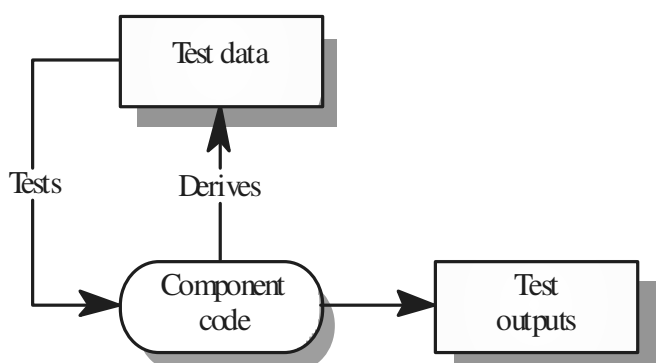 Test data
Tests
Derives
Component
code
Test
outputs